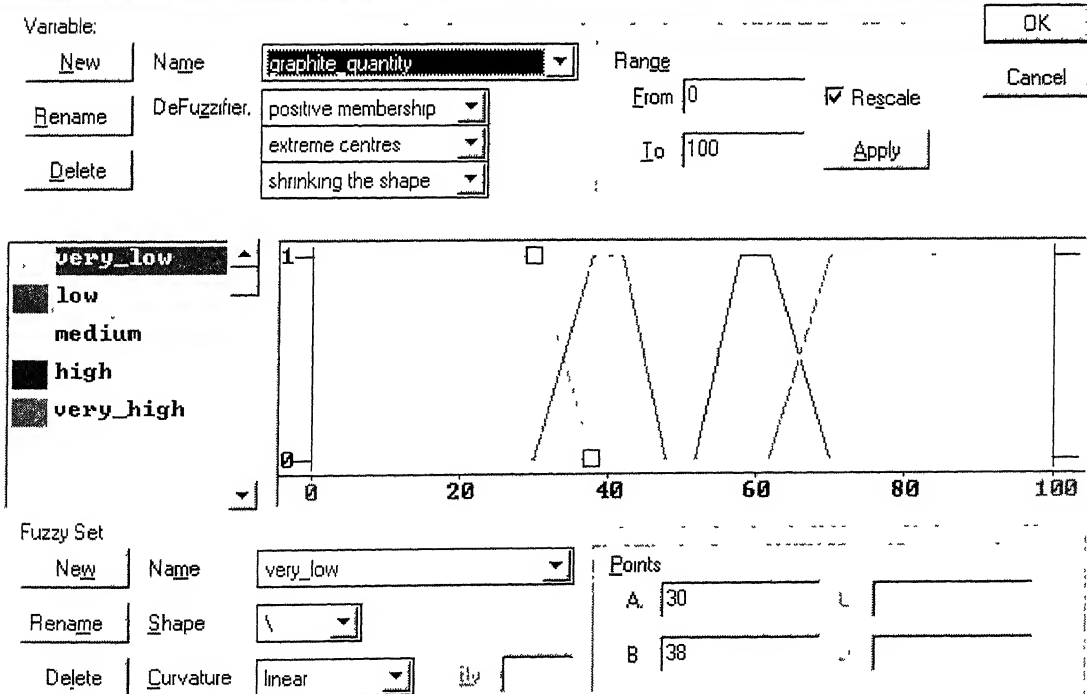 Variable:
OK
New Name graphite_quantity
Range
Cancel
From 0 Rescale
Rename DeFuzzifier. positive membership
extreme centres
To 100 Apply
Delete
shrinking the shape
very_low
low
medium
high
very_high
1
0
0 20 40 60 80 100
Fuzzy Set
New Name very_low
Points
A. 30
Rename Shape \
B 38
Delete Curvature linear